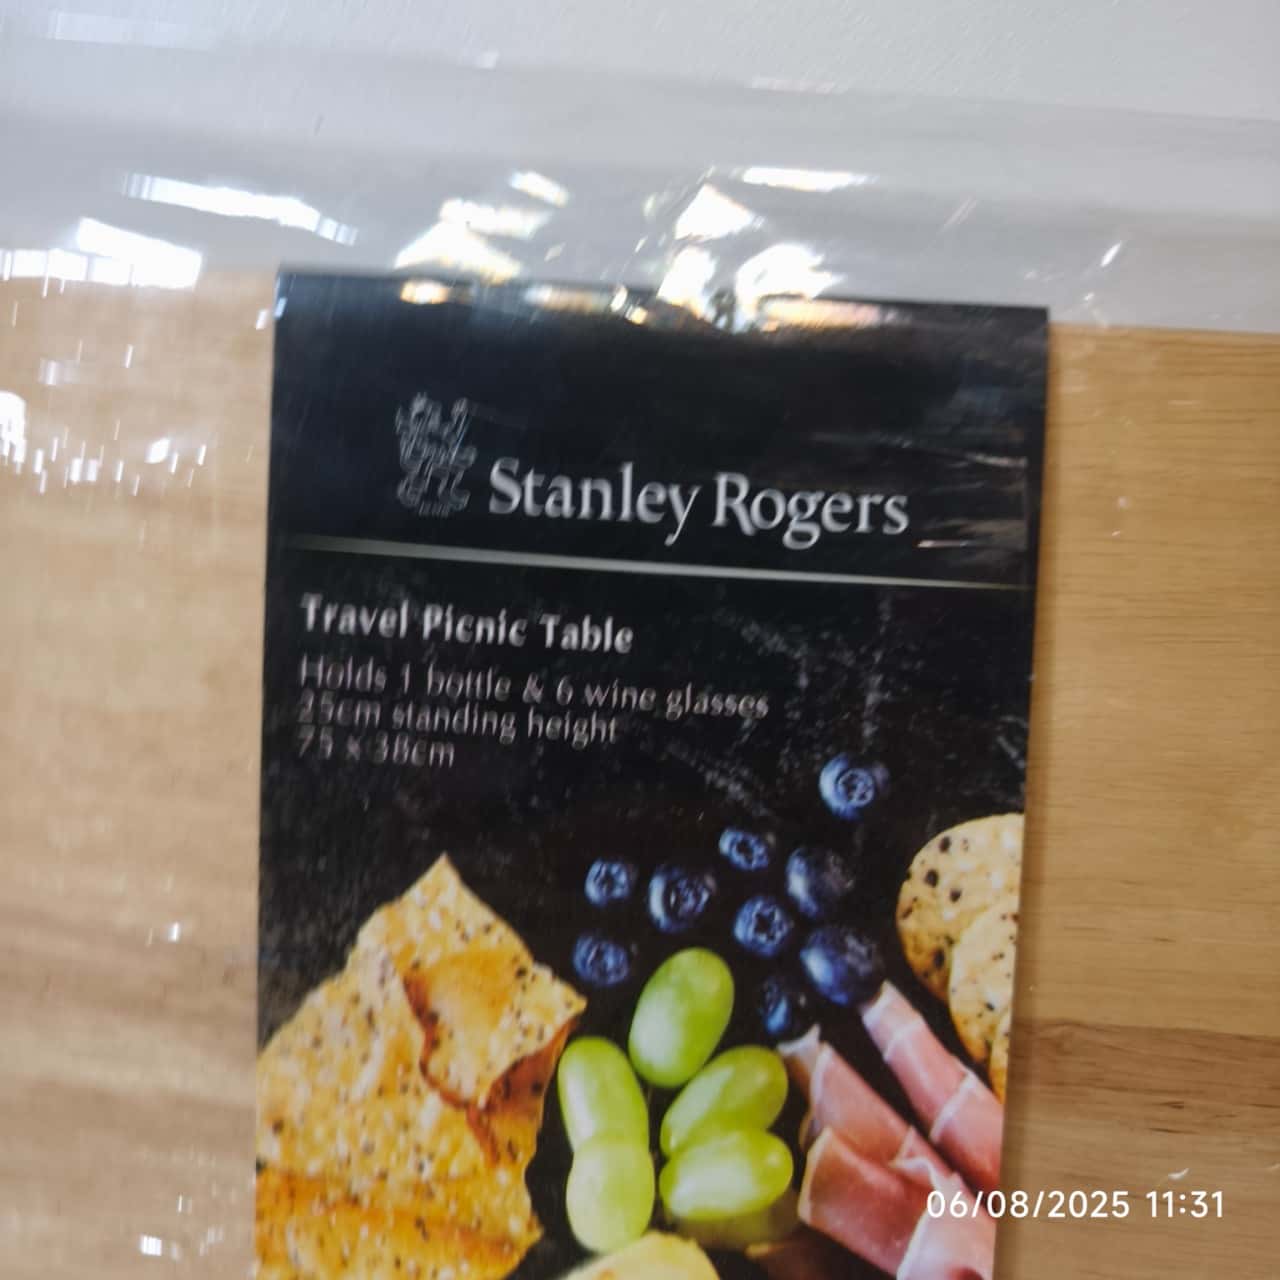 Stanley Rogers
Travel Picnic Table
Holds 1 bottle & 6 wine glasses
25cm standing height
75 x 38cm
06/08/2025 11:31